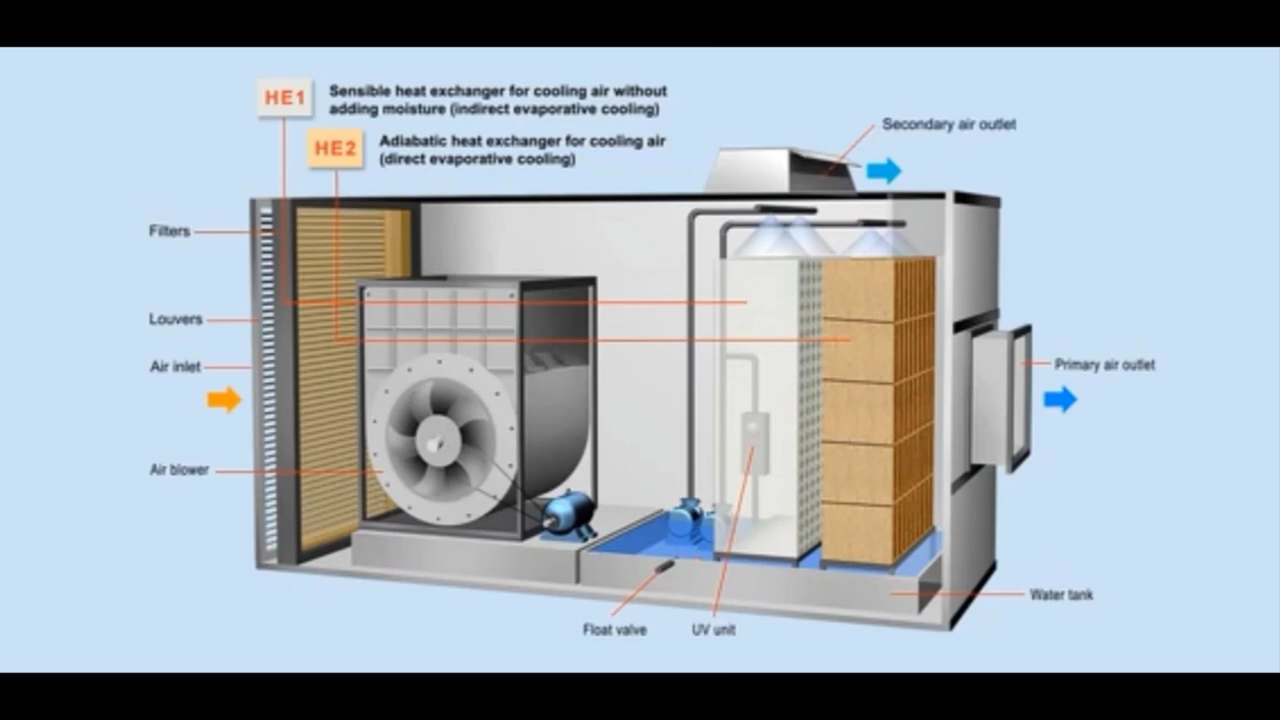 HE1
Sensible heat exchanger for cooling air without
adding moisture (indirect evaporative cooling)
HE2
Adiabatic heat exchanger for cooling air
(direct evaporative cooling)
Secondary air outlet
Filters
Louvers
Air inlet
Primary air outlet
Air blower
Water tank
Float valve
UV unit